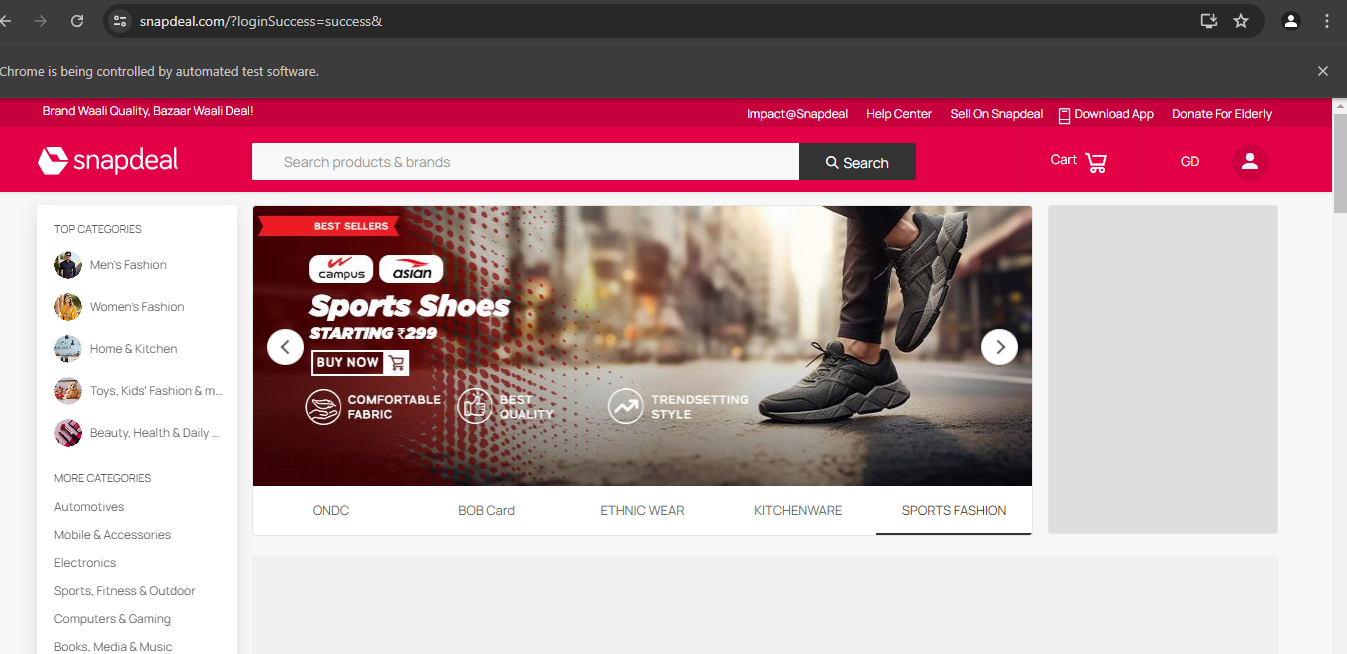 snapdeal.com/?loginSuccess=success&
Chrome is being controlled by automated test software.
Brand Waali Quality, Bazaar Waali Deal!
Impact@Snapdeal Help Center Sell On Snapdeal Download App Donate For Elderly
snapdeal
Search products & brands
Search
Cart
GD
TOP CATEGORIES
Men's Fashion
Women's Fashion
Home & Kitchen
Toys, Kids' Fashion & m...
Beauty, Health & Daily ...
MORE CATEGORIES
Automotives
Mobile & Accessories
Electronics
Sports, Fitness & Outdoor
Computers & Gaming
Books, Media & Music
BEST SELLERS
campus asian
Sports Shoes
STARTING ₹299
BUY NOW
COMFORTABLE
FABRIC
BEST
QUALITY
TRENDSETTING
STYLE
ONDC BOB Card ETHNIC WEAR KITCHENWARE SPORTS FASHION